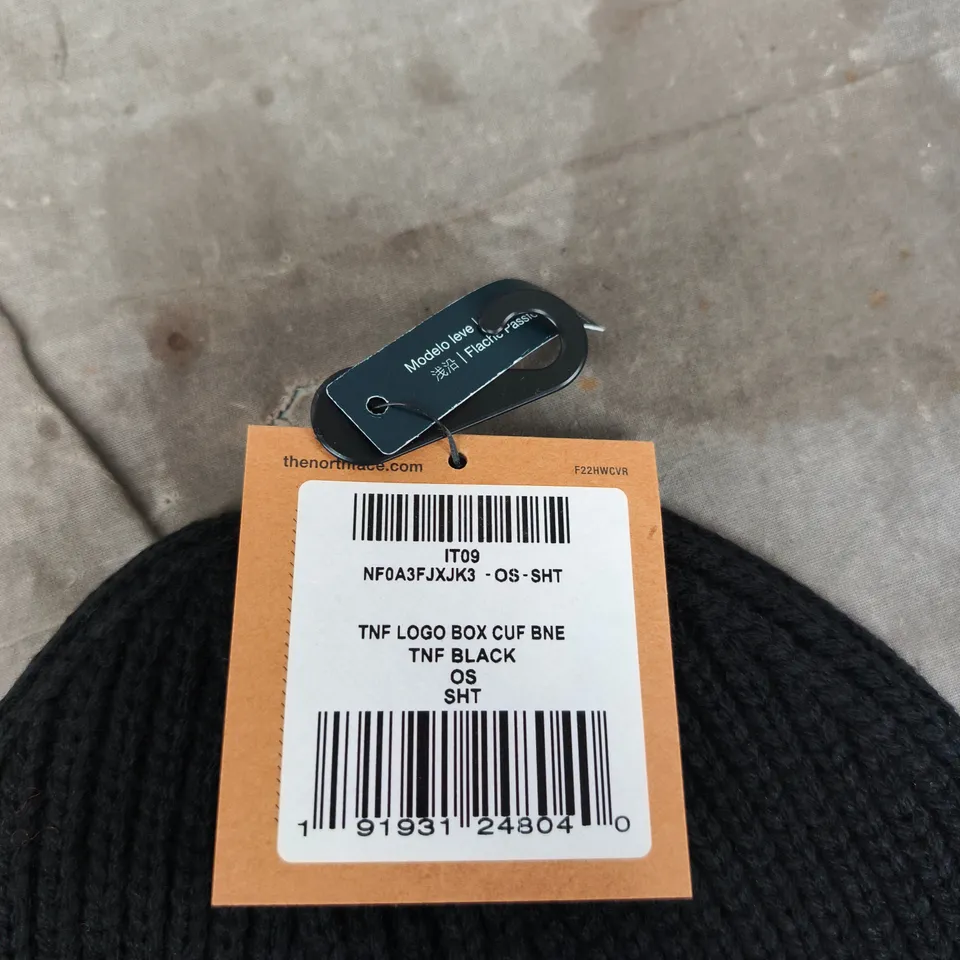 Modelo leve |
浅沿 | Flache Passfo
thenorthface.com
F22HWCVR
IT09
NF0A3FJXJK3 -OS-SHT
TNF LOGO BOX CUF BNE
TNF BLACK
OS
SHT
1 91931 24804 0